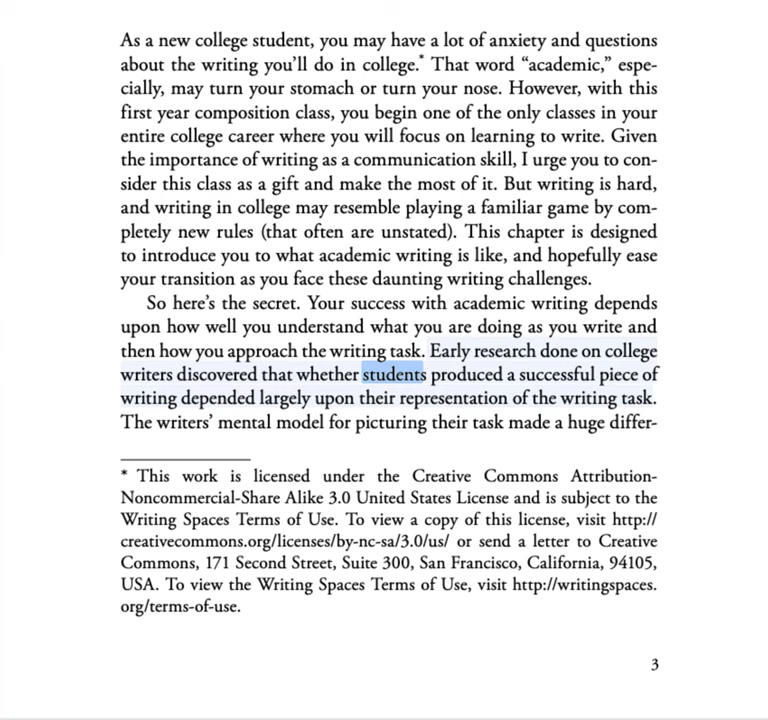 As a new college student, you may have a lot of anxiety and questions
about the writing you’ll do in college.* That word “academic,” espe-
cially, may turn your stomach or turn your nose. However, with this
first year composition class, you begin one of the only classes in your
entire college career where you will focus on learning to write. Given
the importance of writing as a communication skill, I urge you to con-
sider this class as a gift and make the most of it. But writing is hard,
and writing in college may resemble playing a familiar game by com-
pletely new rules (that often are unstated). This chapter is designed
to introduce you to what academic writing is like, and hopefully ease
your transition as you face these daunting writing challenges.
So here’s the secret. Your success with academic writing depends
upon how well you understand what you are doing as you write and
then how you approach the writing task. Early research done on college
writers discovered that whether students produced a successful piece of
writing depended largely upon their representation of the writing task.
The writers’ mental model for picturing their task made a huge differ-
* This work is licensed under the Creative Commons Attribution-
Noncommercial-Share Alike 3.0 United States License and is subject to the
Writing Spaces Terms of Use. To view a copy of this license, visit http://
creativecommons.org/licenses/by-nc-sa/3.0/us/ or send a letter to Creative
Commons, 171 Second Street, Suite 300, San Francisco, California, 94105,
USA. To view the Writing Spaces Terms of Use, visit http://writingspaces.
org/terms-of-use.
3